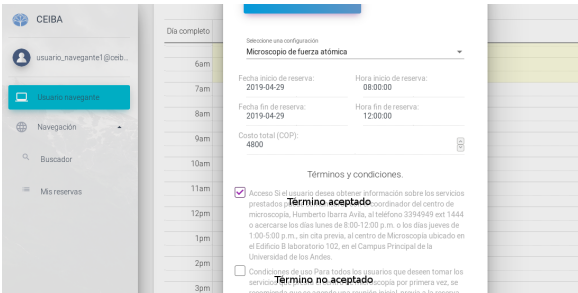 CEIBA
usuario_navegante1@ceib...
Usuario navegante
Navegación
Buscador
Mis reservas
Día completo
6am
7am
8am
9am
10am
11am
12pm
1pm
2pm
3pm
Seleccione una configuración
Microscopio de fuerza atómica
Fecha inicio de reserva: Hora inicio de reserva:
2019-04-29 08:00:00
Fecha fin de reserva: Hora fin de reserva:
2019-04-29 12:00:00
Costo total (COP):
4800
Términos y condiciones.
Acceso Si el usuario desea obtener información sobre los servicios
prestados coordinador del centro de
Término aceptado
microscopía, Humberto Ibarra Avila, al teléfono 3394949 ext 1444
o acercarse los días lunes de 8:00-12:00 p.m. o los días jueves de
1:00-5:00 p.m., sin cita previa, al centro de Microscopía ubicado en
el Edificio B laboratorio 102, en el Campus Principal de la
Universidad de los Andes.
Condiciones de uso Para todos los usuarios que deseen tomar los
servicios microscopía por primera vez, se
Término no aceptado